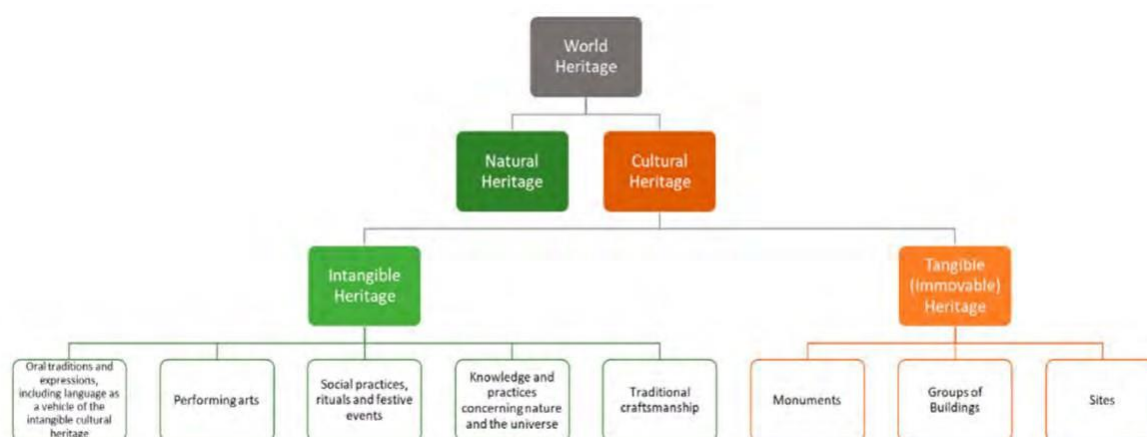 World
Heritage
Natural
Heritage
Cultural
Heritage
Intangible
Heritage
Tangible
(Immovable)
Heritage
Oral traditions and
expressions,
including language as
a vehicle of the
intangible cultural
heritage
Performing arts
Social practices,
rituals and festive
events
Knowledge and
practices
concerning nature
and the universe
Traditional
craftsmanship
Monuments
Groups of
Buildings
Sites